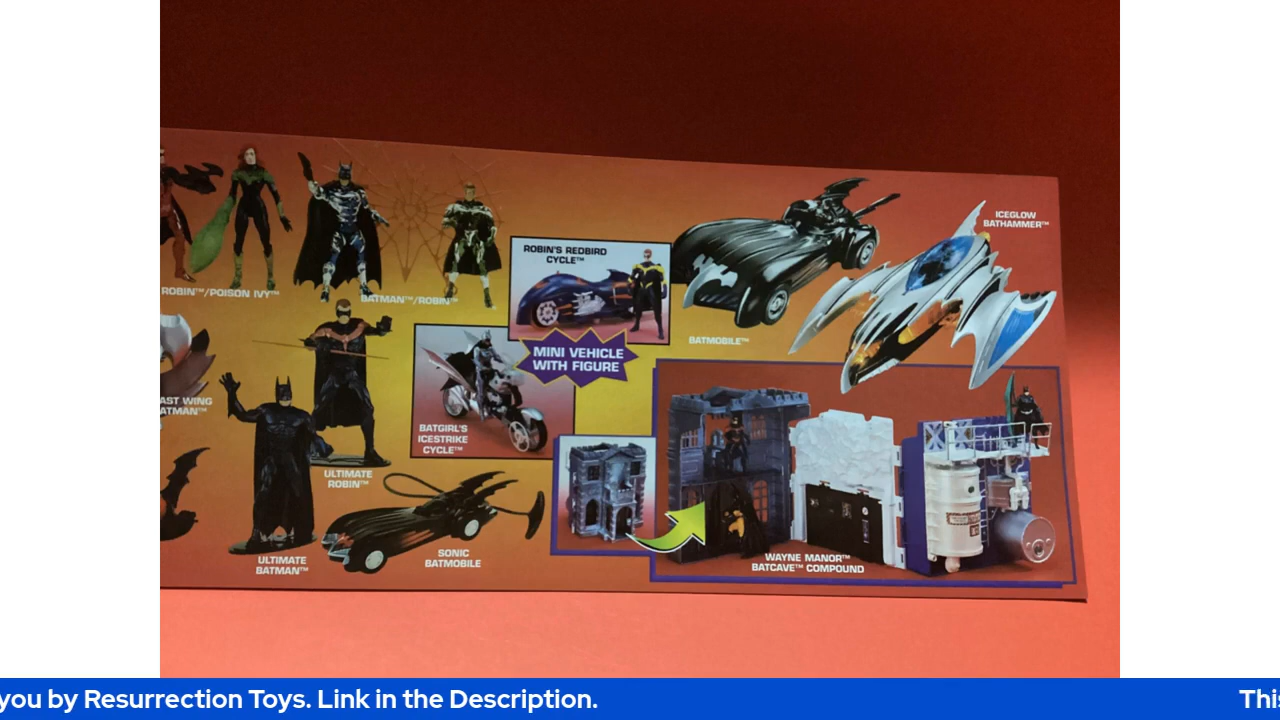 ICEGLOW
BATHAMMER™
ROBIN'S REDBIRD
CYCLE™
ROBIN™/POISON IVY™
BATMAN™/ROBIN™
BATMOBILE™
MINI VEHICLE
WITH FIGURE
AST WING
ATMAN™
BATGIRL'S
ICESTRIKE
CYCLE™
ULTIMATE
ROBIN™
ULTIMATE
BATMAN™
SONIC
BATMOBILE
WAYNE MANOR™
BATCAVE™ COMPOUND
you by Resurrection Toys. Link in the Description.
This